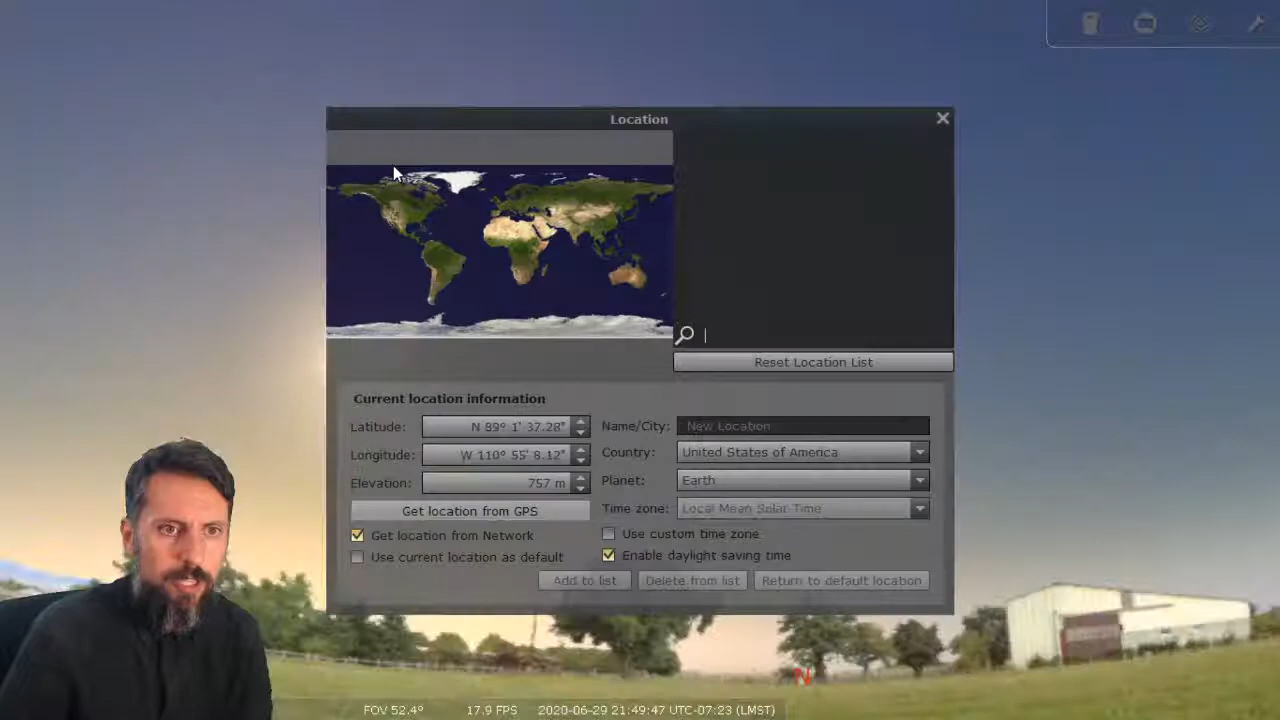 Location
Reset Location List
Current location information
Latitude: N 89° 1' 37.28"
Longitude: W 110° 55' 8.12"
Elevation: 757 m
Get location from GPS
Get location from Network
Use current location as default
Name/City: New Location
Country: United States of America
Planet: Earth
Time zone: Local Mean Solar Time
Use custom time zone
Enable daylight saving time
Add to list
Delete from list
Return to default location
N
FOV 52.4° 17.9 FPS 2020-06-29 21:49:47 UTC-07:23 (LMST)